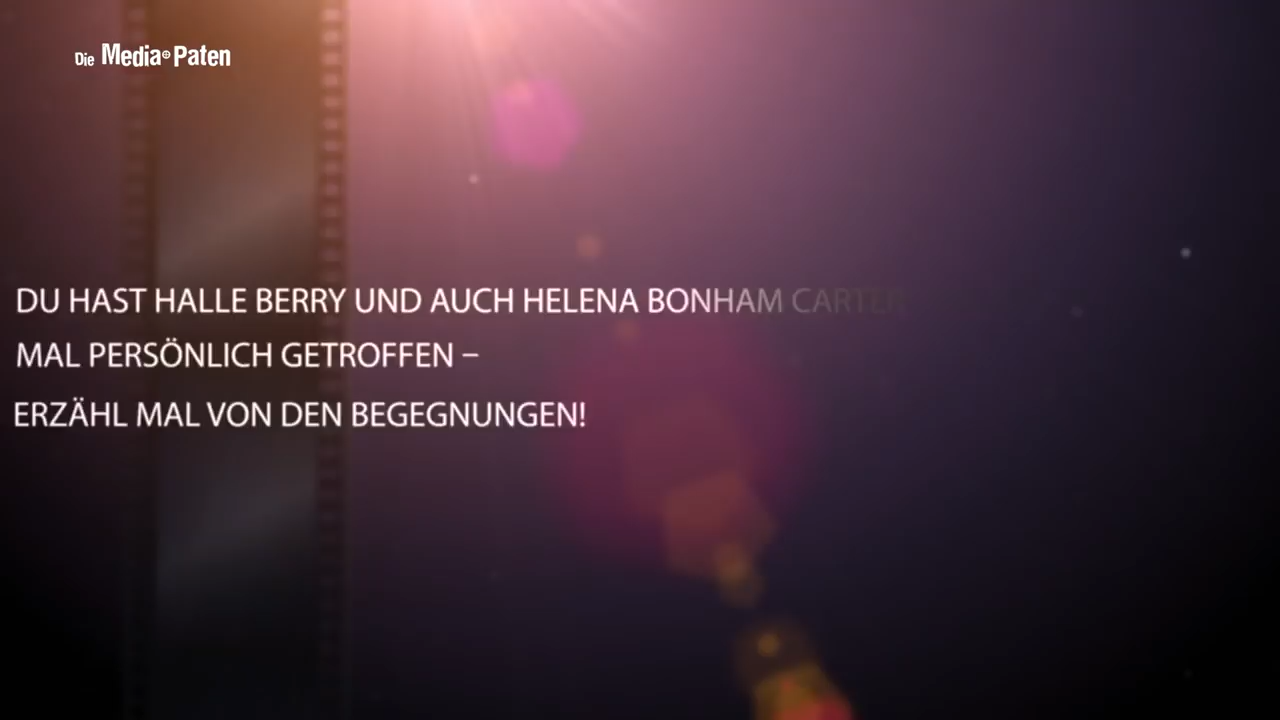 Die Media Paten
DU HAST HALLE BERRY UND AUCH HELENA BONHAM CARTER
MAL PERSÖNLICH GETROFFEN –
ERZÄHL MAL VON DEN BEGEGNUNGEN!